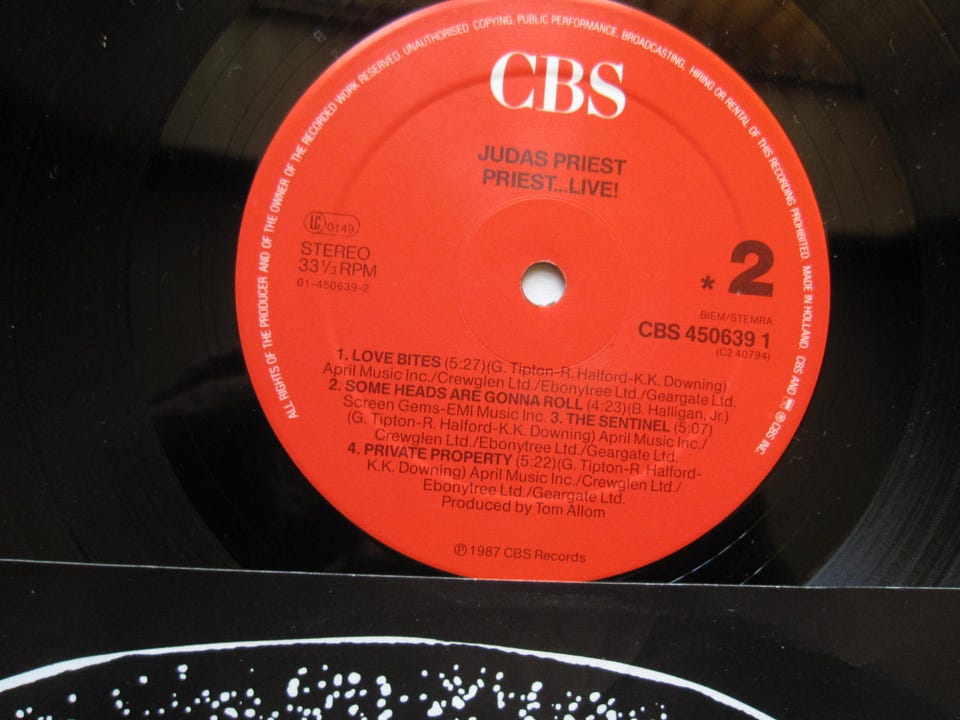 ALL RIGHTS OF THE PRODUCER AND OF THE OWNER OF THE RECORDED WORK RESERVED. UNAUTHORISED COPYING, PUBLIC PERFORMANCE, BROADCASTING, HIRING OR RENTAL OF THIS RECORDING PROHIBITED. MADE IN HOLLAND CBS AND ® © CBS INC.
CBS
JUDAS PRIEST
PRIEST...LIVE!
LC 0149
STEREO
33⅓ RPM
01-450639-2
* 2
BIEM/STEMRA
CBS 450639 1
(C2 40794)
1. LOVE BITES (5:27)(G. Tipton-R. Halford-K.K. Downing)
April Music Inc./Crewglen Ltd./Ebonytree Ltd./Geargate Ltd.
2. SOME HEADS ARE GONNA ROLL (4:23)(B. Halligan, Jr.)
Screen Gems-EMI Music Inc. 3. THE SENTINEL (5:07)
(G. Tipton-R. Halford-K.K. Downing) April Music Inc./
Crewglen Ltd./Ebonytree Ltd./Geargate Ltd.
4. PRIVATE PROPERTY (5:22)(G. Tipton-R. Halford-
K.K. Downing) April Music Inc./Crewglen Ltd./
Ebonytree Ltd./Geargate Ltd.
Produced by Tom Allom
℗ 1987 CBS Records